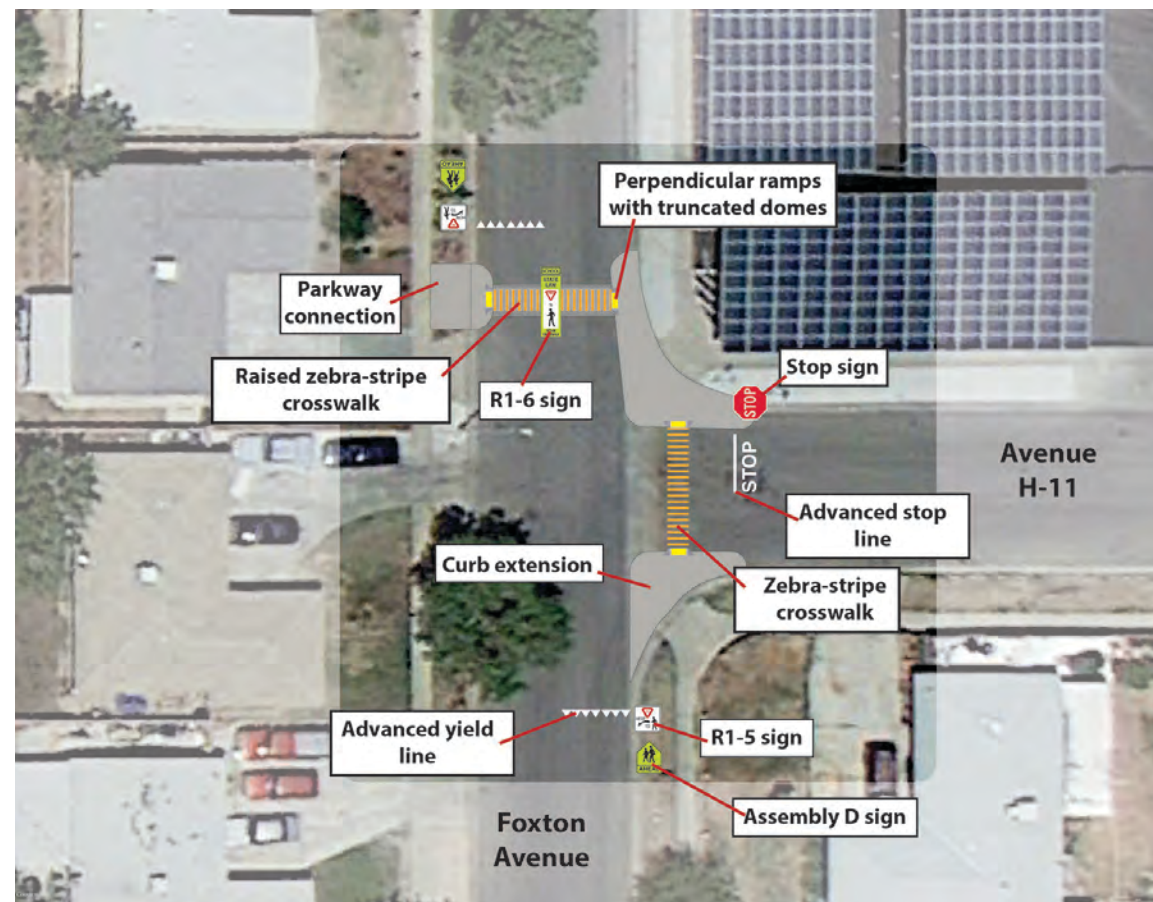 AHEAD
Perpendicular ramps
with truncated domes
Parkway
connection
Raised zebra-stripe
crosswalk
R1-6 sign
Stop sign
STOP
STOP
Avenue
H-11
Advanced stop
line
Curb extension
Zebra-stripe
crosswalk
Advanced yield
line
R1-5 sign
AHEAD
Assembly D sign
Foxton
Avenue